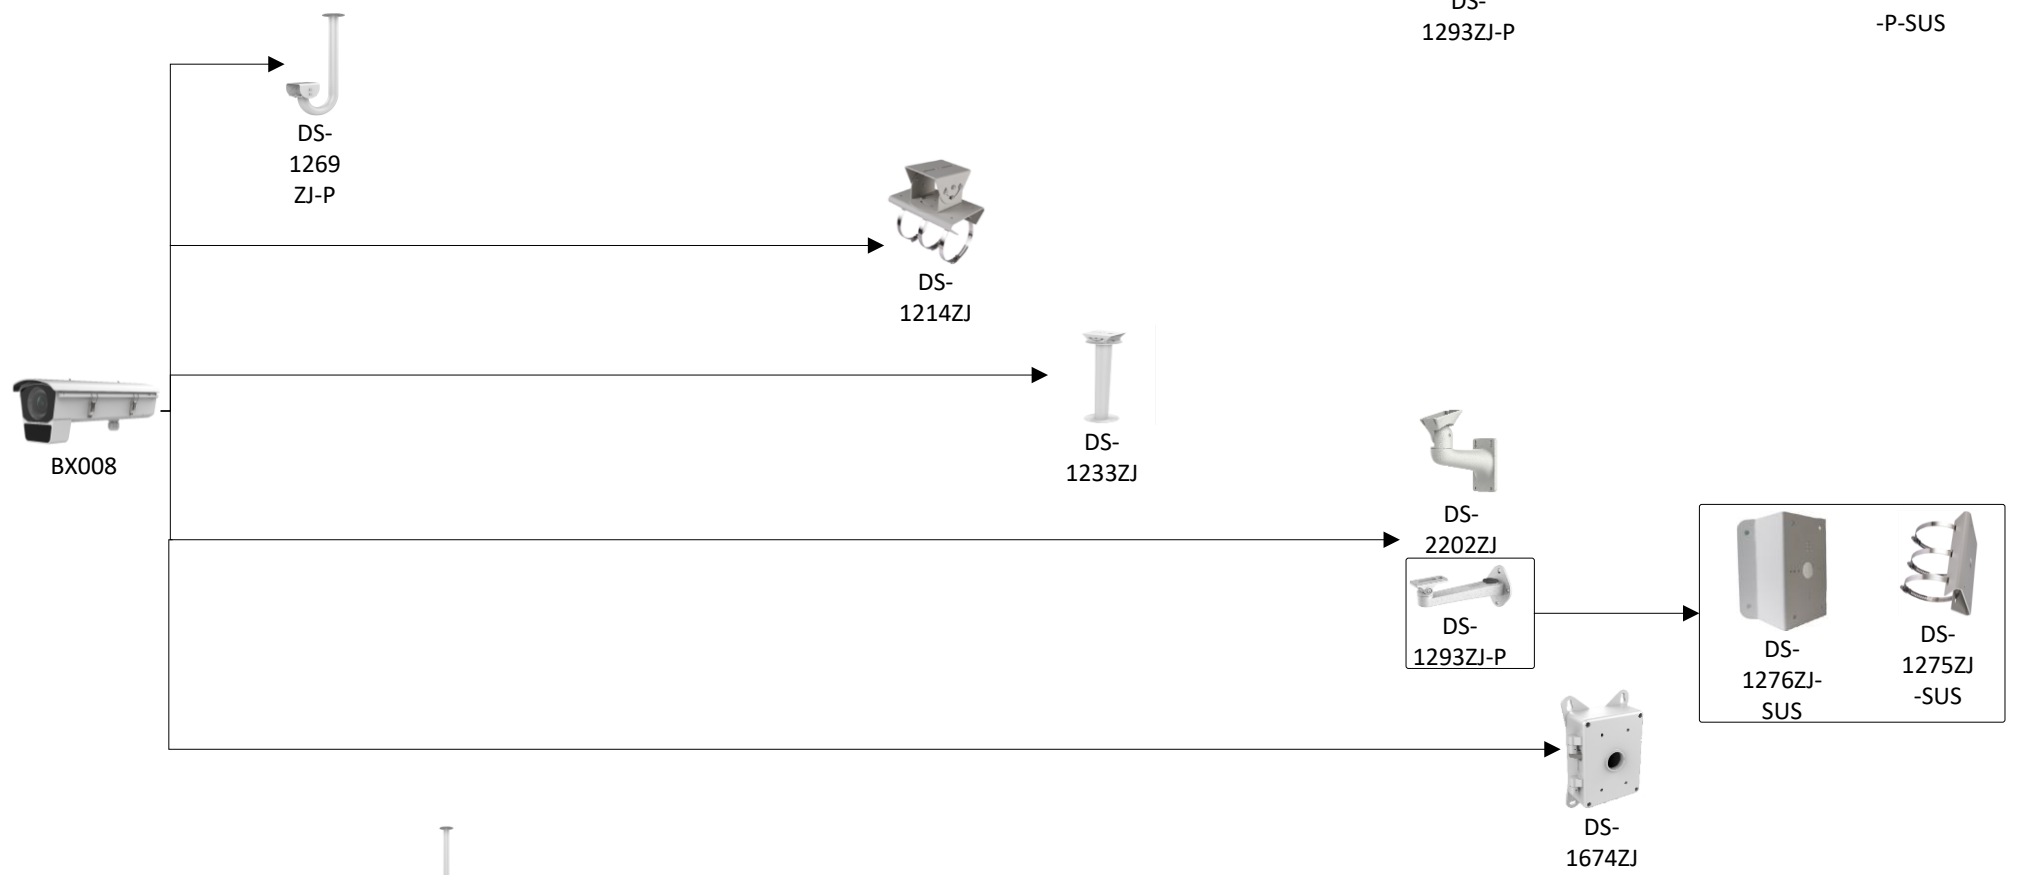 DS-
1293ZJ-P
-P-SUS
DS-
1269
ZJ-P
DS-
1214ZJ
BX008
DS-
1233ZJ
DS-
2202ZJ
DS-
1293ZJ-P
DS-
1276ZJ-
SUS
DS-
1275ZJ
-SUS
DS-
1674ZJ